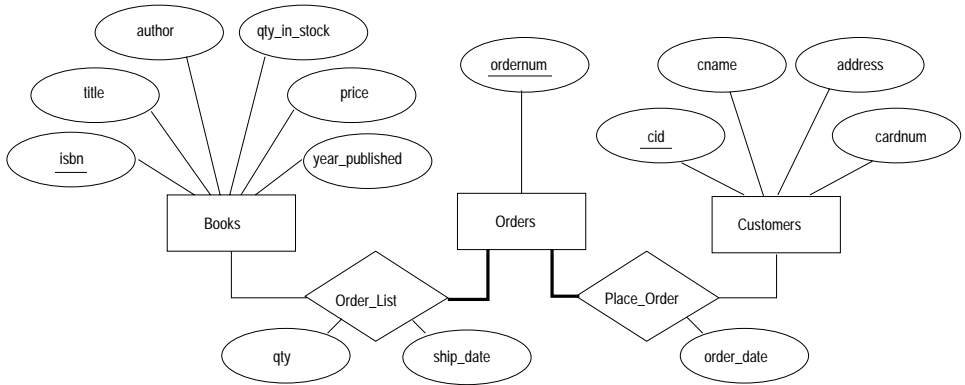 author
qty_in_stock
ordernum
cname
address
title
price
isbn
year_published
cid
cardnum
Books
Orders
Customers
Order_List
Place_Order
qty
ship_date
order_date